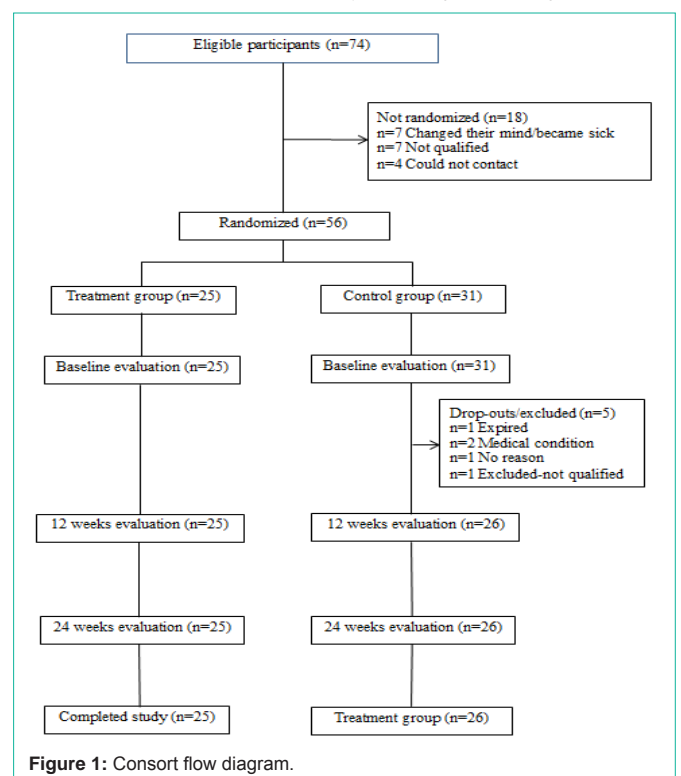 Eligible participants (n=74)
Not randomized (n=18)
n=7 Changed their mind/became sick
n=7 Not qualified
n=4 Could not contact
Randomized (n=56)
Treatment group (n=25)
Control group (n=31)
Baseline evaluation (n=25)
Baseline evaluation (n=31)
Drop-outs/excluded (n=5)
n=1 Expired
n=2 Medical condition
n=1 No reason
n=1 Excluded-not qualified
12 weeks evaluation (n=25)
12 weeks evaluation (n=26)
24 weeks evaluation (n=25)
24 weeks evaluation (n=26)
Completed study (n=25)
Treatment group (n=26)
Figure 1: Consort flow diagram.